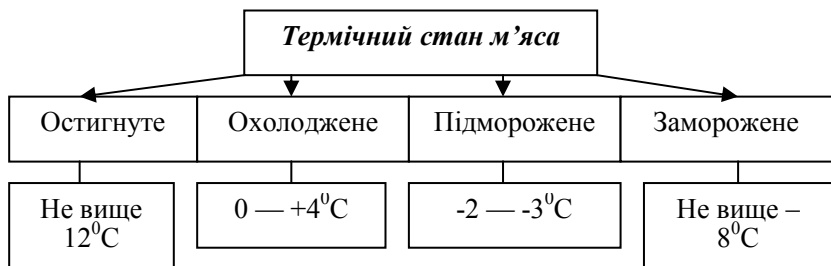 Термічний стан м’яса
Остигнуте
Охолоджене
Підморожене
Заморожене
Не вище
12⁰С
0 — +4⁰С
-2 — -3⁰С
Не вище –
8⁰С